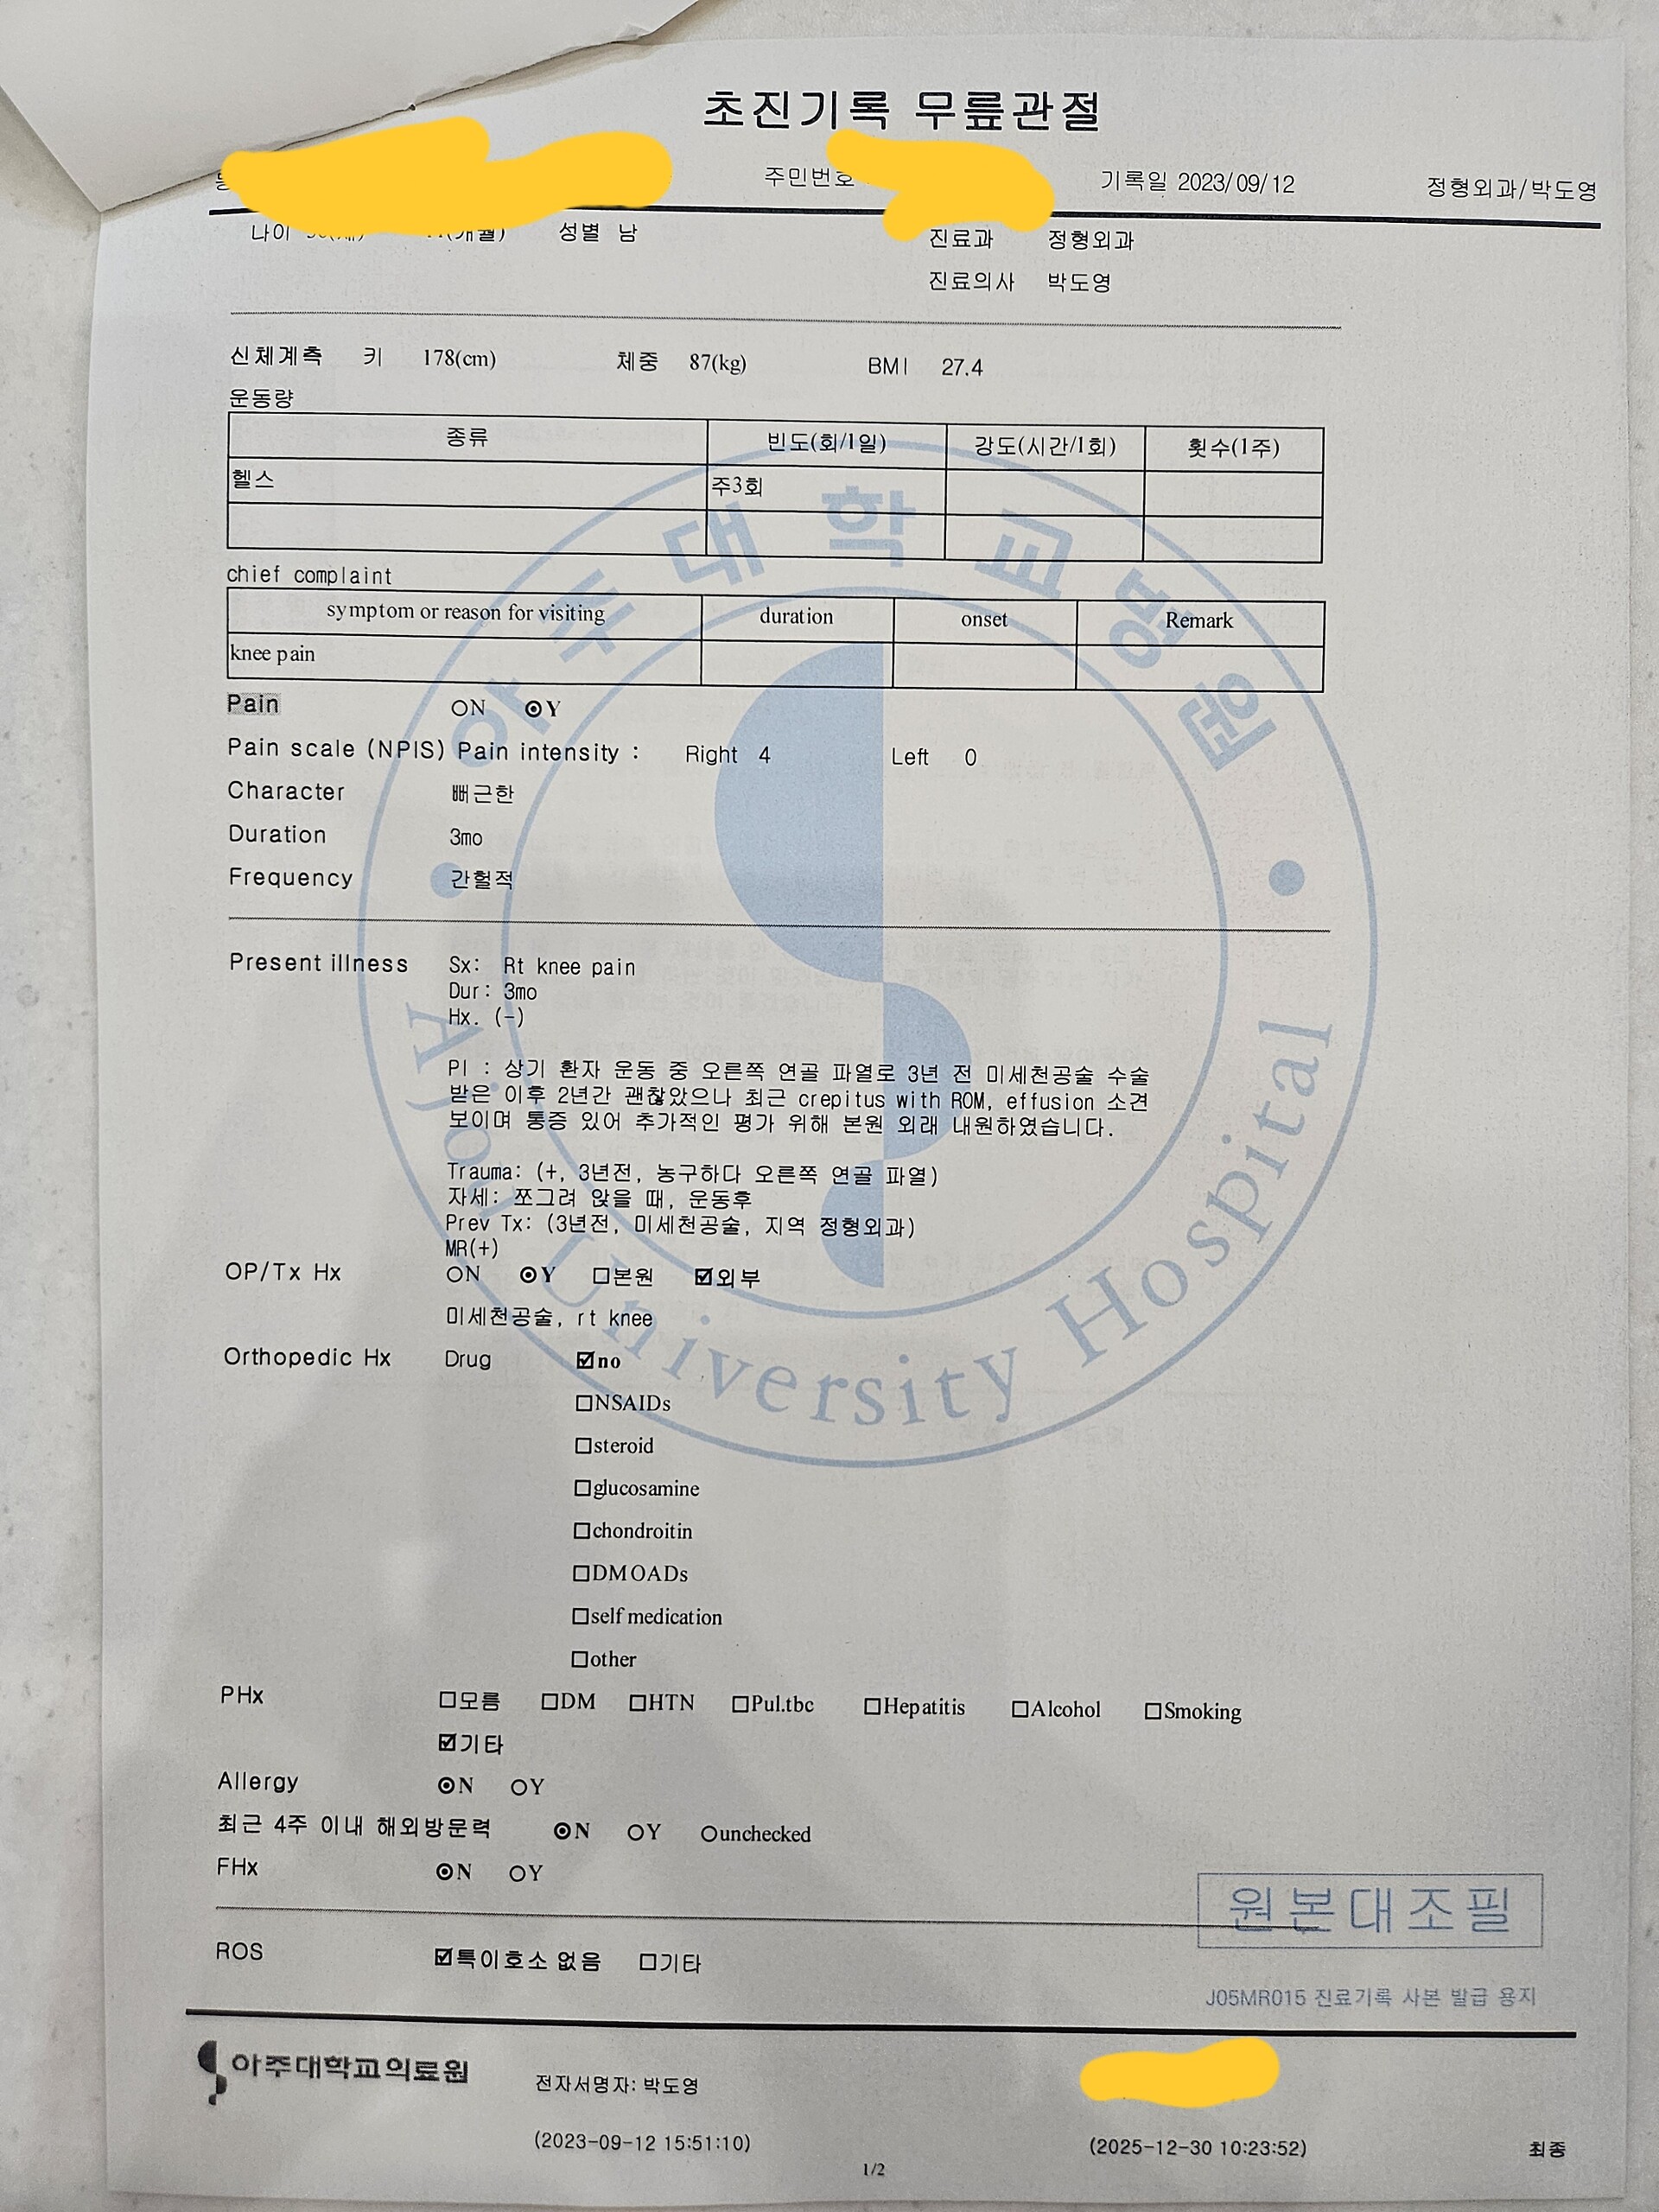 초진기록 무릎관절
주민번호 기록일 2023/09/12 정형외과/박도영
나이 성별 남 진료과 정형외과
진료의사 박도영
신체계측 키 178(cm) 체중 87(kg) BMI 27.4
운동량
종류 빈도(회/1일) 강도(시간/1회) 횟수(1주)
헬스 주3회
chief complaint
symptom or reason for visiting duration onset Remark
knee pain
Pain ○N ⦿Y
Pain scale (NPIS) Pain intensity : Right 4 Left 0
Character 뻐근한
Duration 3mo
Frequency 간헐적
Present illness Sx: Rt knee pain
Dur: 3mo
Hx. (-)
PI : 상기 환자 운동 중 오른쪽 연골 파열로 3년 전 미세천공술 수술
받은 이후 2년간 괜찮았으나 최근 crepitus with ROM, effusion 소견
보이며 통증 있어 추가적인 평가 위해 본원 외래 내원하였습니다.
Trauma: (+, 3년전, 농구하다 오른쪽 연골 파열)
자세: 쪼그려 앉을 때, 운동후
Prev Tx: (3년전, 미세천공술, 지역 정형외과)
MR(+)
OP/Tx Hx ○N ⦿Y □본원 ☑외부
미세천공술, rt knee
Orthopedic Hx Drug ☑no
□NSAIDs
□steroid
□glucosamine
□chondroitin
□DMOADs
□self medication
□other
PHx □모름 □DM □HTN □Pul.tbc □Hepatitis □Alcohol □Smoking
☑기타
Allergy ⦿N ○Y
최근 4주 이내 해외방문력 ⦿N ○Y ○unchecked
FHx ⦿N ○Y
원본대조필
ROS ☑특이호소 없음 □기타
J05MR015 진료기록 사본 발급 용지
아주대학교의료원 전자서명자: 박도영
(2023-09-12 15:51:10) (2025-12-30 10:23:52) 최종
1/2
아주대학교병원
Ajou University Hospital